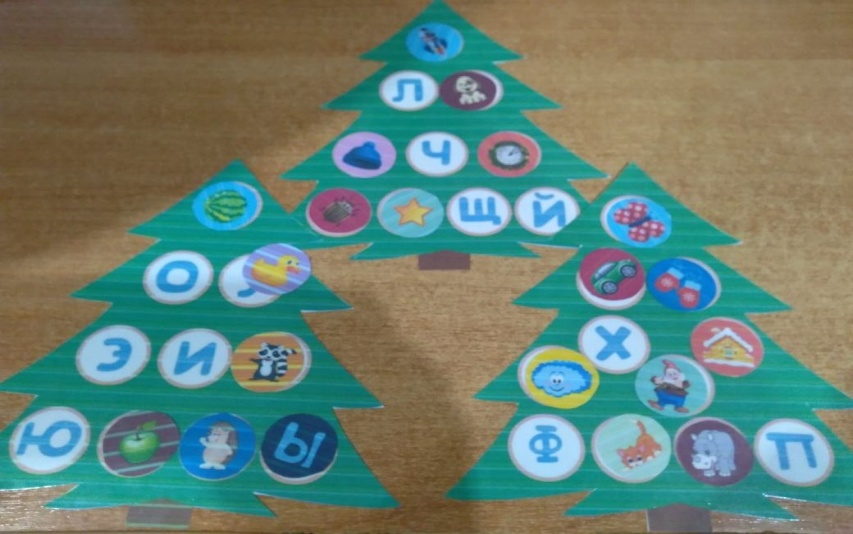 Л
Ч
Щ Й
О
Э И
Ю Ы
Х
Ф П